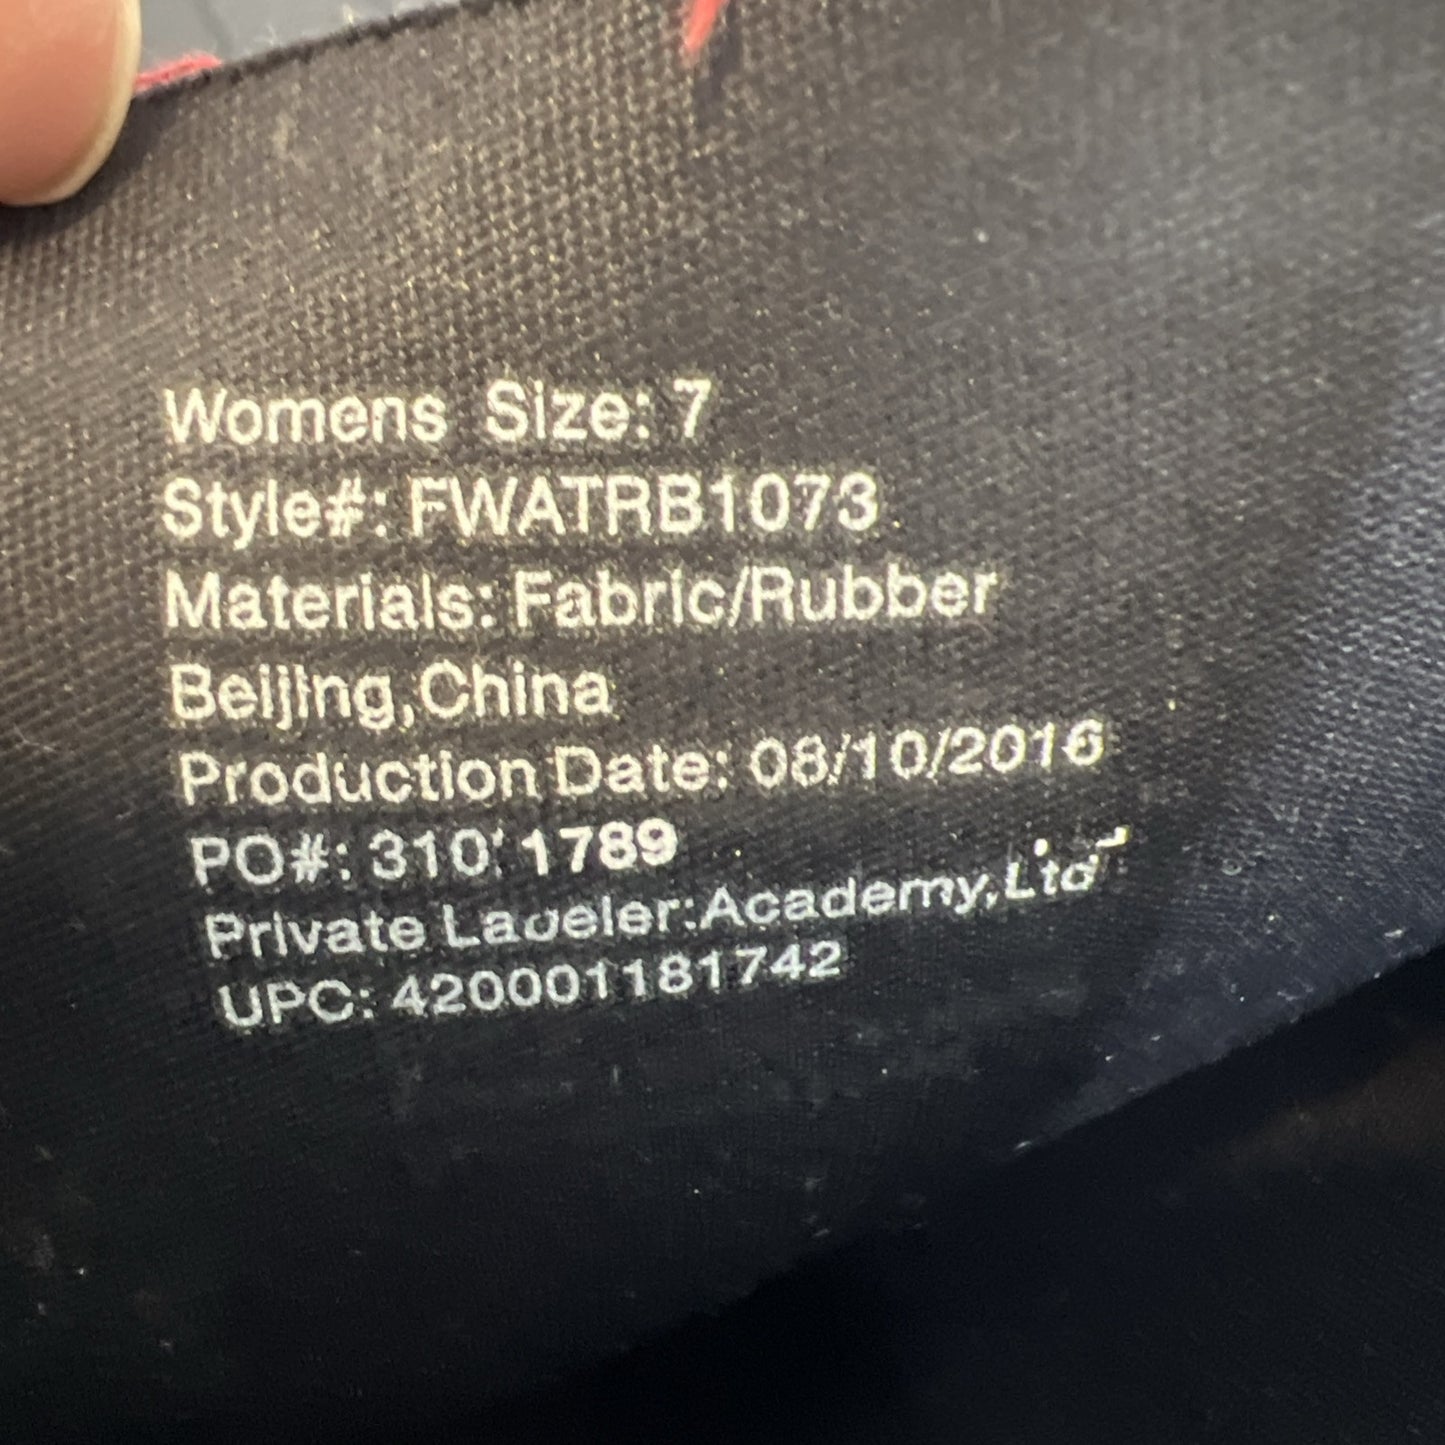 Womens Size: 7
Style#: FWATRB1073
Materials: Fabric/Rubber
Beijing,China
Production Date: 08/10/2016
PO#:
Private Labeler:Academy,Ltd
UPC: 420001181742